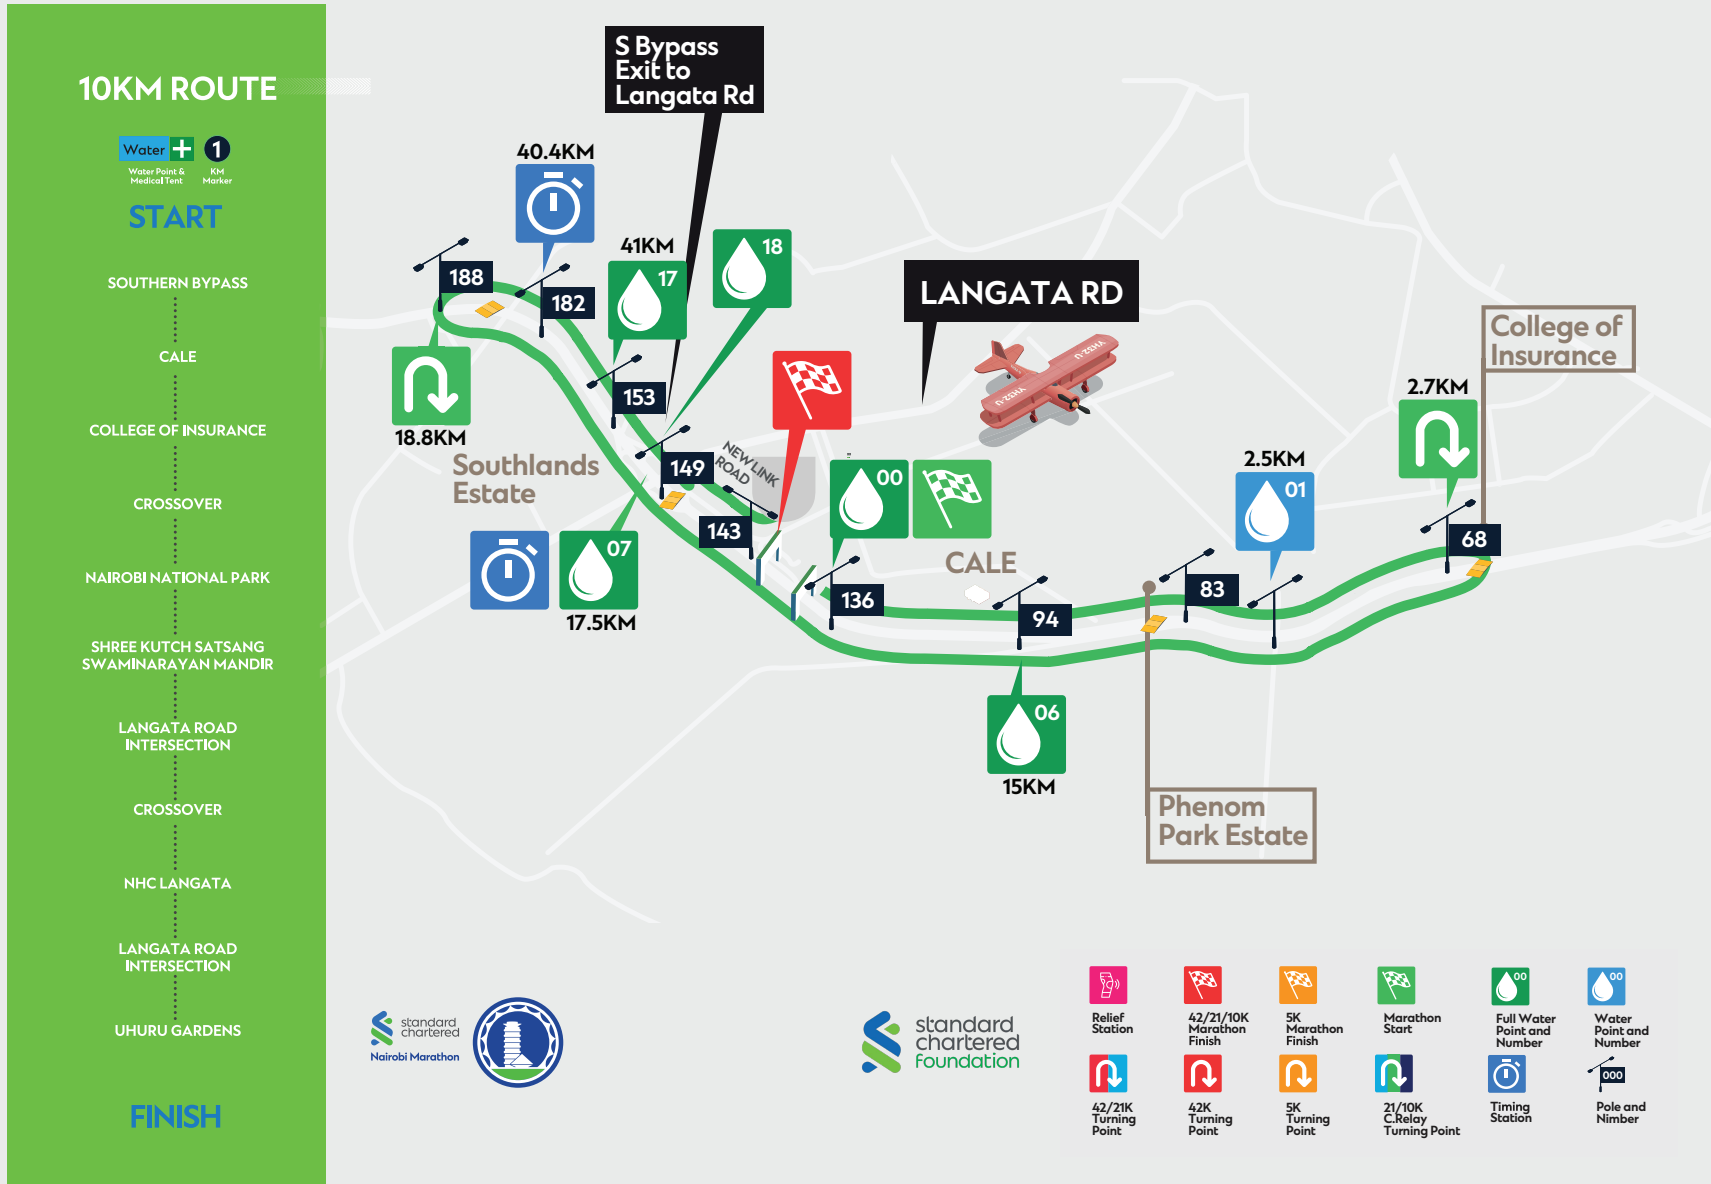 10KM ROUTE
Water
1
Water Point &
Medical Tent
KM
Marker
START
SOUTHERN BYPASS
CALE
COLLEGE OF INSURANCE
CROSSOVER
NAIROBI NATIONAL PARK
SHREE KUTCH SATSANG
SWAMINARAYAN MANDIR
LANGATA ROAD
INTERSECTION
CROSSOVER
NHC LANGATA
LANGATA ROAD
INTERSECTION
UHURU GARDENS
FINISH
S Bypass
Exit to
Langata Rd
40.4KM
41KM
17
18
188
182
153
18.8KM
Southlands
Estate
149
NEW LINK
ROAD
143
07
17.5KM
LANGATA RD
YH52-U
YH52-U
00
136
CALE
94
06
15KM
83
2.5KM
01
2.7KM
68
College of
Insurance
Phenom
Park Estate
standard
chartered
Nairobi Marathon
standard
chartered
foundation
Relief
Station
42/21/10K
Marathon
Finish
5K
Marathon
Finish
Marathon
Start
00
Full Water
Point and
Number
00
Water
Point and
Number
42/21K
Turning
Point
42K
Turning
Point
5K
Turning
Point
21/10K
C.Relay
Turning Point
Timing
Station
000
Pole and
Nimber